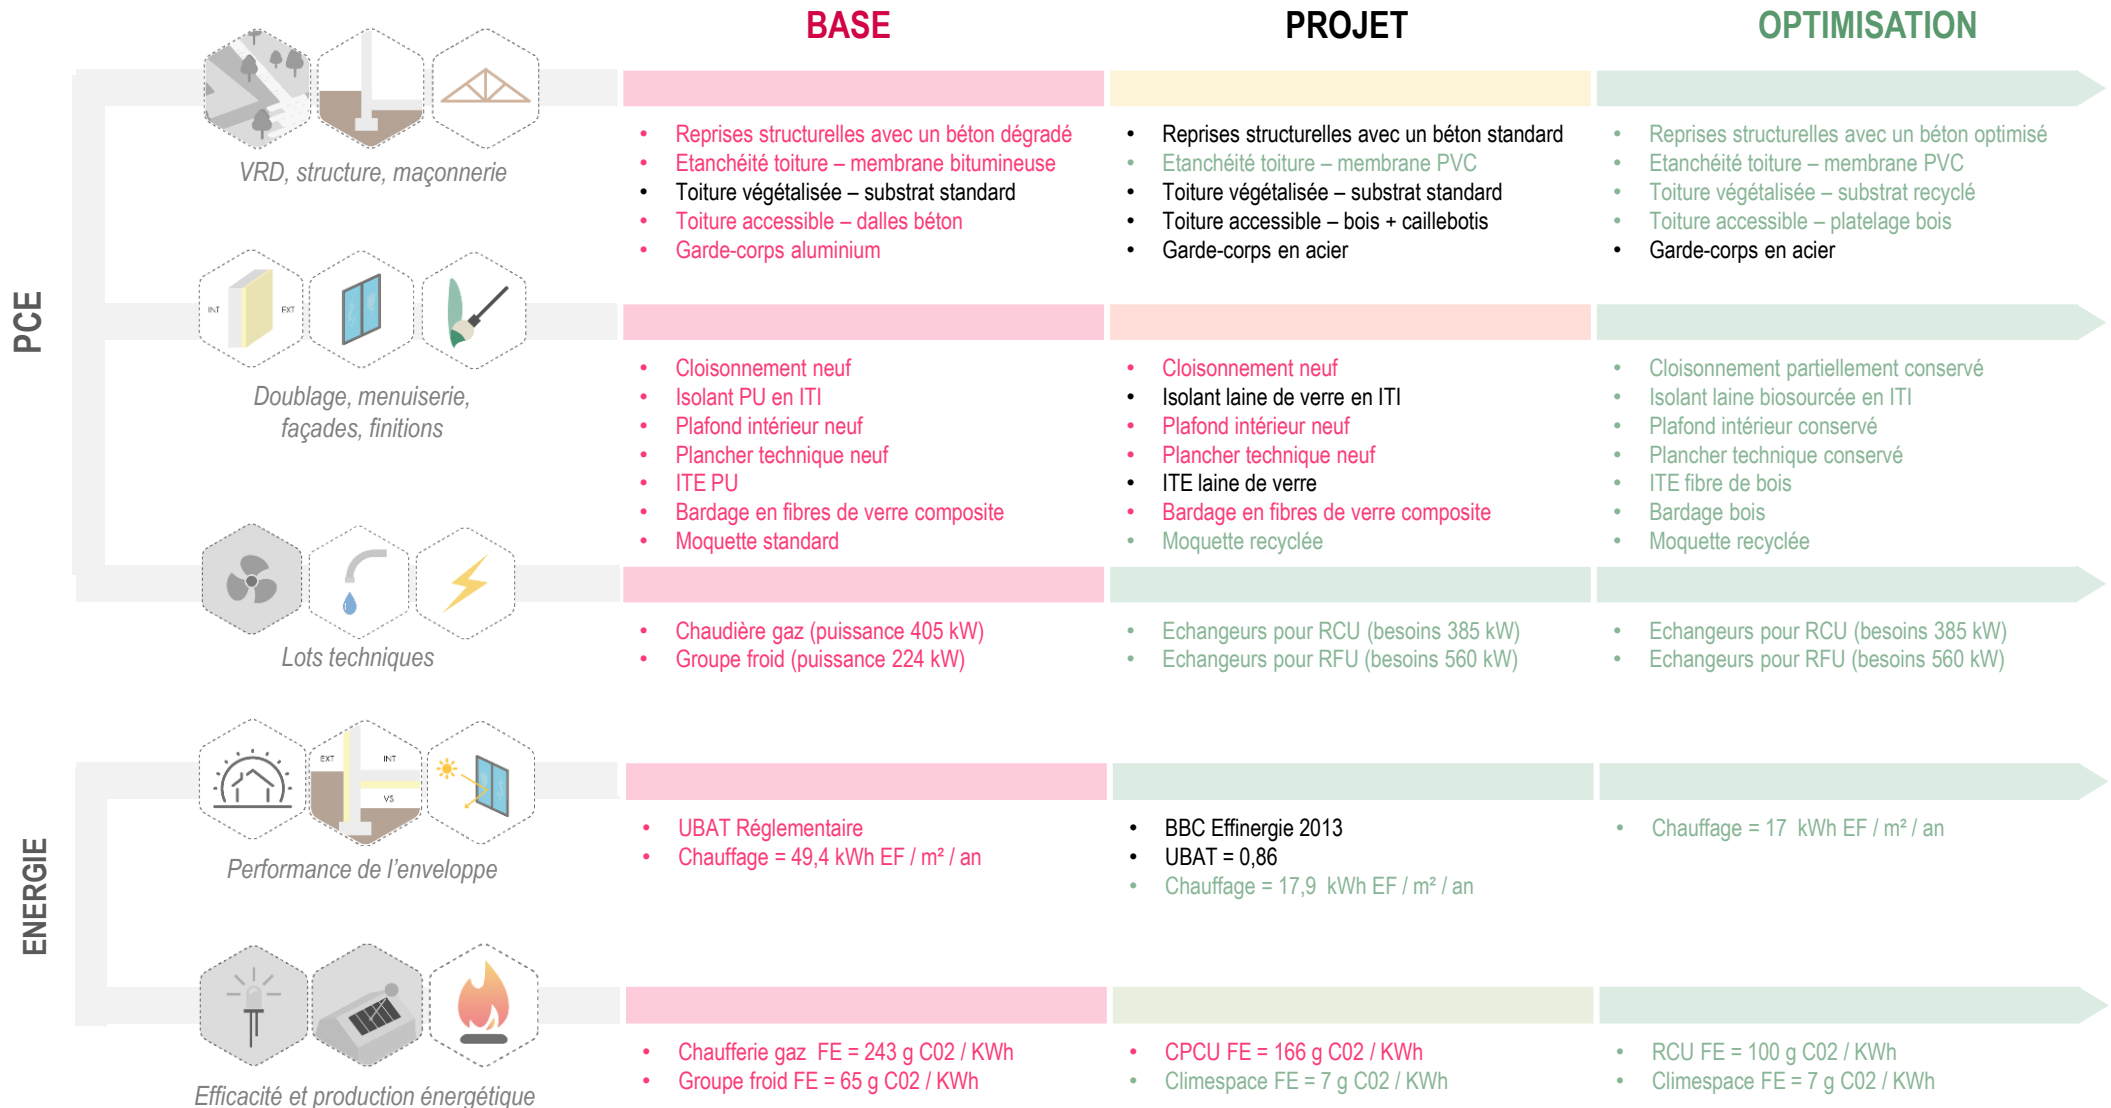 BASE
PROJET
OPTIMISATION
PCE
VRD, structure, maçonnerie
• Reprises structurelles avec un béton dégradé
• Etanchéité toiture – membrane bitumineuse
• Toiture végétalisée – substrat standard
• Toiture accessible – dalles béton
• Garde-corps aluminium
• Reprises structurelles avec un béton standard
• Etanchéité toiture – membrane PVC
• Toiture végétalisée – substrat standard
• Toiture accessible – bois + caillebotis
• Garde-corps en acier
• Reprises structurelles avec un béton optimisé
• Etanchéité toiture – membrane PVC
• Toiture végétalisée – substrat recyclé
• Toiture accessible – platelage bois
• Garde-corps en acier
INT
EXT
Doublage, menuiserie,
façades, finitions
• Cloisonnement neuf
• Isolant PU en ITI
• Plafond intérieur neuf
• Plancher technique neuf
• ITE PU
• Bardage en fibres de verre composite
• Moquette standard
• Cloisonnement neuf
• Isolant laine de verre en ITI
• Plafond intérieur neuf
• Plancher technique neuf
• ITE laine de verre
• Bardage en fibres de verre composite
• Moquette recyclée
• Cloisonnement partiellement conservé
• Isolant laine biosourcée en ITI
• Plafond intérieur conservé
• Plancher technique conservé
• ITE fibre de bois
• Bardage bois
• Moquette recyclée
Lots techniques
• Chaudière gaz (puissance 405 kW)
• Groupe froid (puissance 224 kW)
• Echangeurs pour RCU (besoins 385 kW)
• Echangeurs pour RFU (besoins 560 kW)
• Echangeurs pour RCU (besoins 385 kW)
• Echangeurs pour RFU (besoins 560 kW)
ENERGIE
EXT
INT
VS
Performance de l'enveloppe
• UBAT Réglementaire
• Chauffage = 49,4 kWh EF / m² / an
• BBC Effinergie 2013
• UBAT = 0,86
• Chauffage = 17,9 kWh EF / m² / an
• Chauffage = 17 kWh EF / m² / an
Efficacité et production énergétique
• Chaufferie gaz FE = 243 g C02 / KWh
• Groupe froid FE = 65 g C02 / KWh
• CPCU FE = 166 g C02 / KWh
• Climespace FE = 7 g C02 / KWh
• RCU FE = 100 g C02 / KWh
• Climespace FE = 7 g C02 / KWh